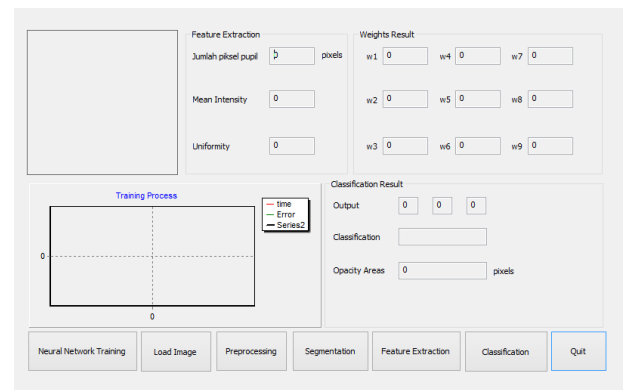 Feature Extraction
Jumlah piksel pupil pixels
Mean Intensity 0
Uniformity 0
Weights Result
w1 0 w4 0 w7 0
w2 0 w5 0 w8 0
w3 0 w6 0 w9 0
Training Process
time
Error
Series2
0
0
Classification Result
Output 0 0 0
Classification
Opacity Areas 0 pixels
Neural Network Training Load Image Preprocessing Segmentation Feature Extraction Classification Quit